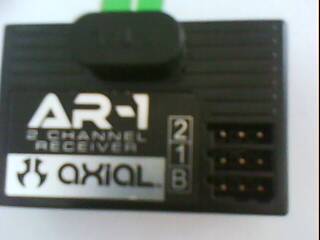 AR-1
2 CHANNEL
RECEIVER
axial
2
1
B